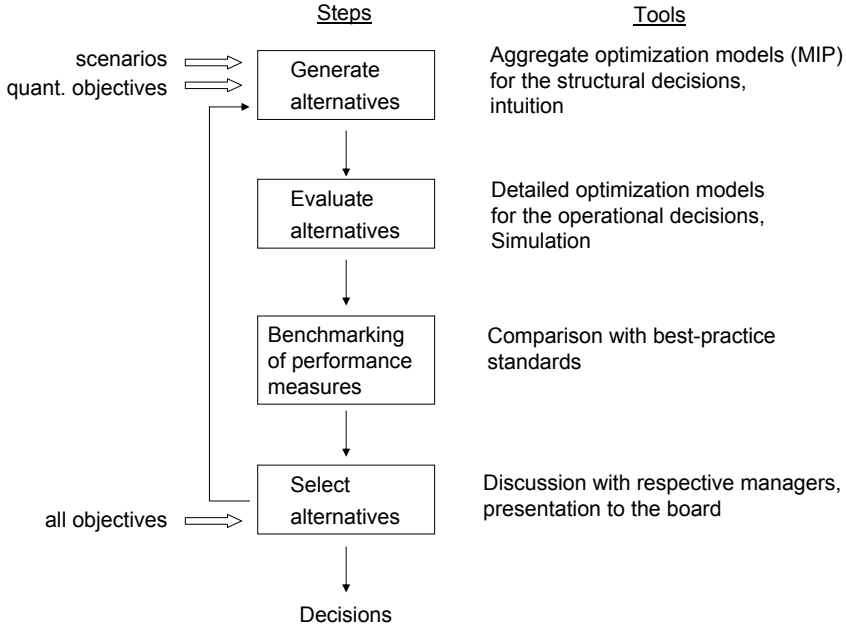 Steps
Tools
scenarios
quant. objectives
Generate
alternatives
Aggregate optimization models (MIP)
for the structural decisions,
intuition
Evaluate
alternatives
Detailed optimization models
for the operational decisions,
Simulation
Benchmarking
of performance
measures
Comparison with best-practice
standards
all objectives
Select
alternatives
Discussion with respective managers,
presentation to the board
Decisions